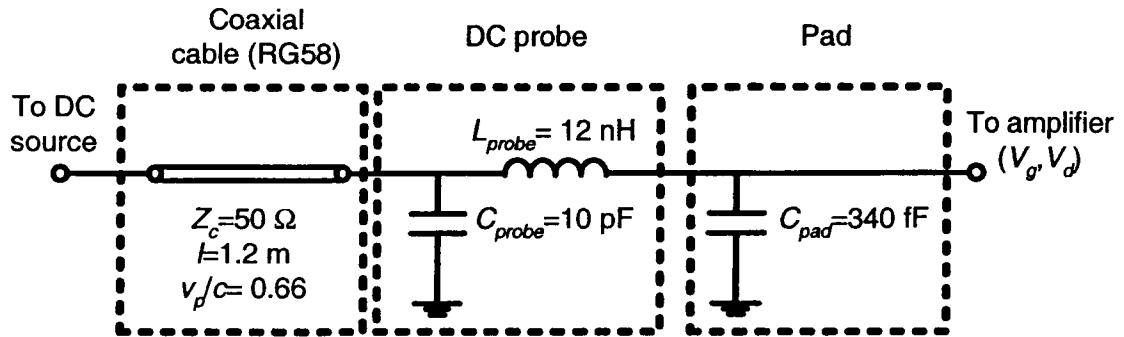 Coaxial
cable (RG58)
DC probe
Pad
To DC
source
L_probe= 12 nH
To amplifier
(V_g, V_d)
Z_c=50 Ω
l=1.2 m
v_p/c= 0.66
C_probe=10 pF
C_pad=340 fF